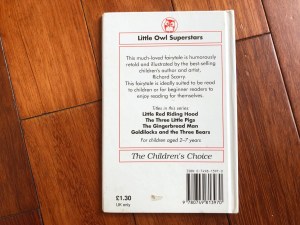 Little Owl Superstars
This much-loved fairytale is humorously
retold and illustrated by the best-selling
children's author and artist,
Richard Scarry.
This fairytale is ideally suited to be read
to children or for beginner readers to
enjoy reading for themselves.
Titles in this series
Little Red Riding Hood
The Three Little Pigs
The Gingerbread Man
Goldilocks and the Three Bears
For children aged 2–7 years
The Children's Choice
£1.30
UK only